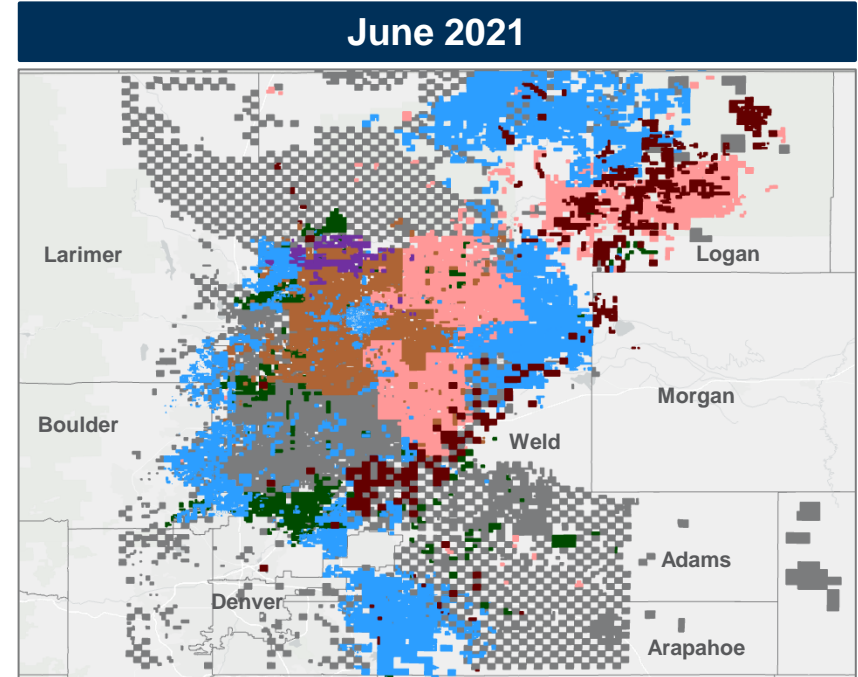 June 2021
Larimer
Logan
Boulder
Morgan
Weld
Adams
Denver
Arapahoe